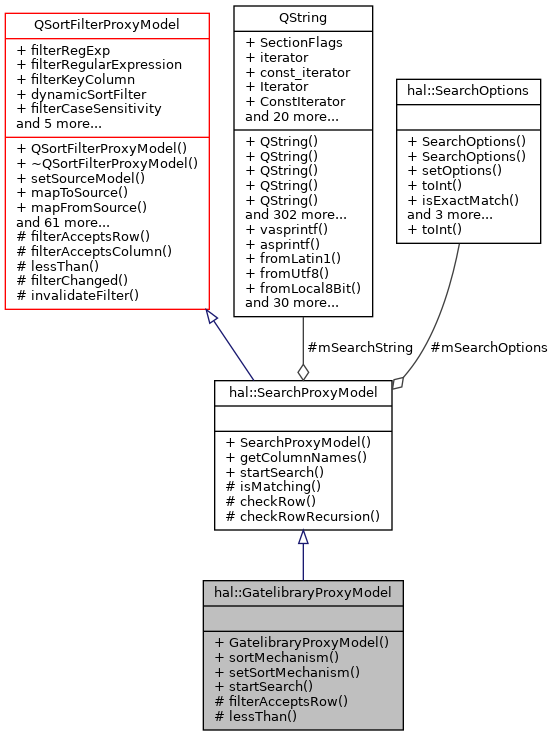 QSortFilterProxyModel
+ filterRegExp
+ filterRegularExpression
+ filterKeyColumn
+ dynamicSortFilter
+ filterCaseSensitivity
and 5 more...
+ QSortFilterProxyModel()
+ ~QSortFilterProxyModel()
+ setSourceModel()
+ mapToSource()
+ mapFromSource()
and 61 more...
# filterAcceptsRow()
# filterAcceptsColumn()
# lessThan()
# filterChanged()
# invalidateFilter()
QString
+ SectionFlags
+ iterator
+ const_iterator
+ Iterator
+ ConstIterator
and 20 more...
+ QString()
+ QString()
+ QString()
+ QString()
+ QString()
and 302 more...
+ vasprintf()
+ asprintf()
+ fromLatin1()
+ fromUtf8()
+ fromLocal8Bit()
and 30 more...
hal::SearchOptions
+ SearchOptions()
+ SearchOptions()
+ setOptions()
+ toInt()
+ isExactMatch()
and 3 more...
+ toInt()
#mSearchString
#mSearchOptions
hal::SearchProxyModel
+ SearchProxyModel()
+ getColumnNames()
+ startSearch()
# isMatching()
# checkRow()
# checkRowRecursion()
hal::GatelibraryProxyModel
+ GatelibraryProxyModel()
+ sortMechanism()
+ setSortMechanism()
+ startSearch()
# filterAcceptsRow()
# lessThan()